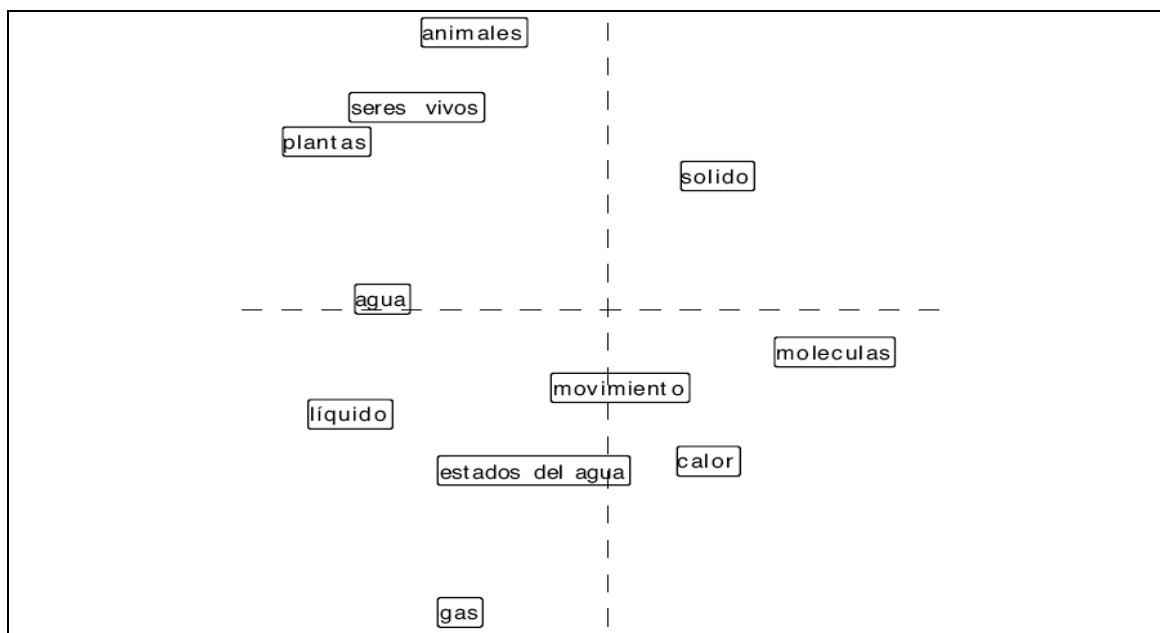 animales
seres vivos
plantas
solido
agua
moleculas
movimiento
líquido
calor
estados del agua
gas